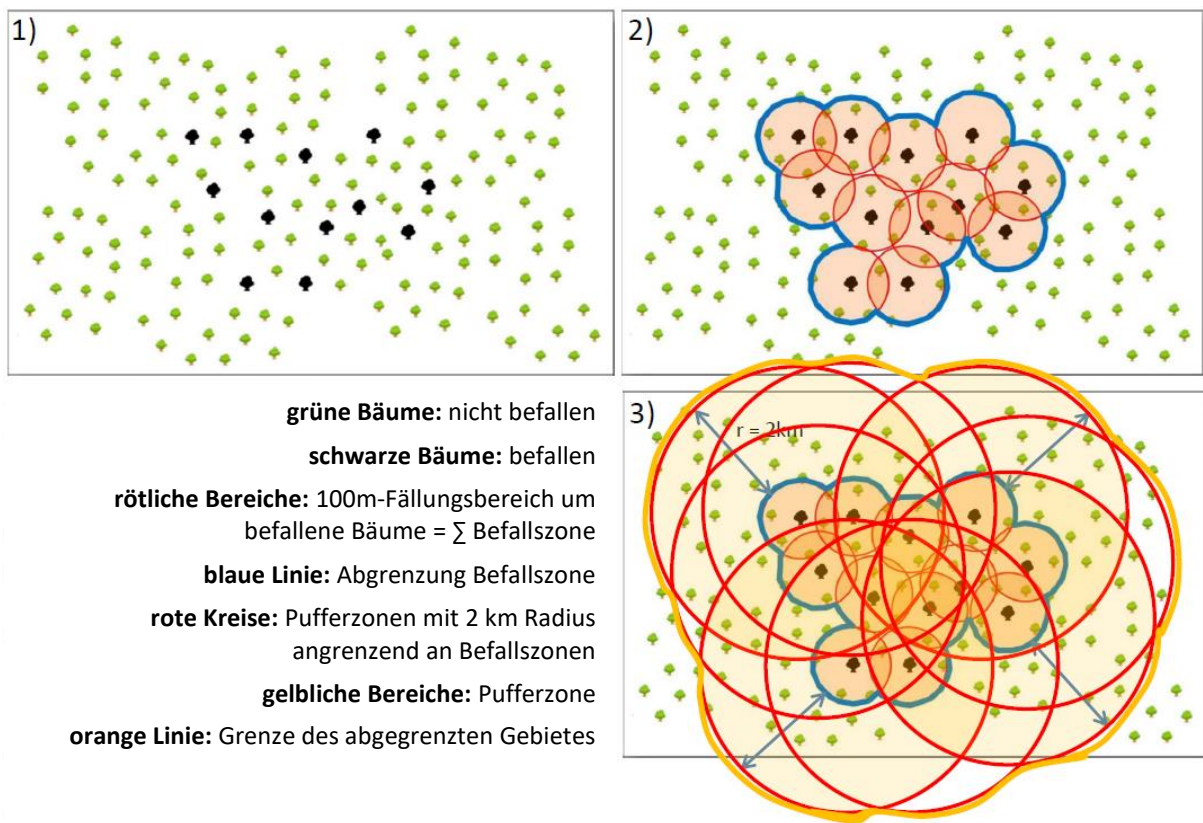 1)
2)
grüne Bäume: nicht befallen
schwarze Bäume: befallen
rötliche Bereiche: 100m-Fällungsbereich um
befallene Bäume = ∑ Befallszone
blaue Linie: Abgrenzung Befallszone
rote Kreise: Pufferzonen mit 2 km Radius
angrenzend an Befallszonen
gelbliche Bereiche: Pufferzone
orange Linie: Grenze des abgegrenzten Gebietes
3)
r = 2km